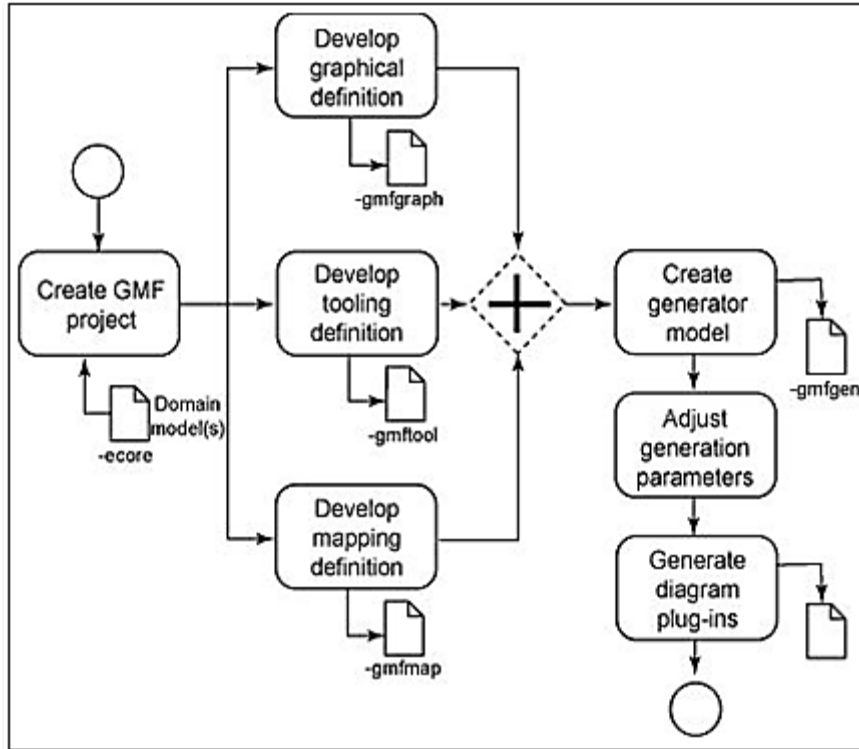 Develop
graphical
definition
-gmfgraph
Create GMF
project
Domain
model(s)
-ecore
Develop
tooling
definition
-gmftool
Develop
mapping
definition
-gmfmap
Create
generator
model
-gmfgen
Adjust
generation
parameters
Generate
diagram
plug-ins